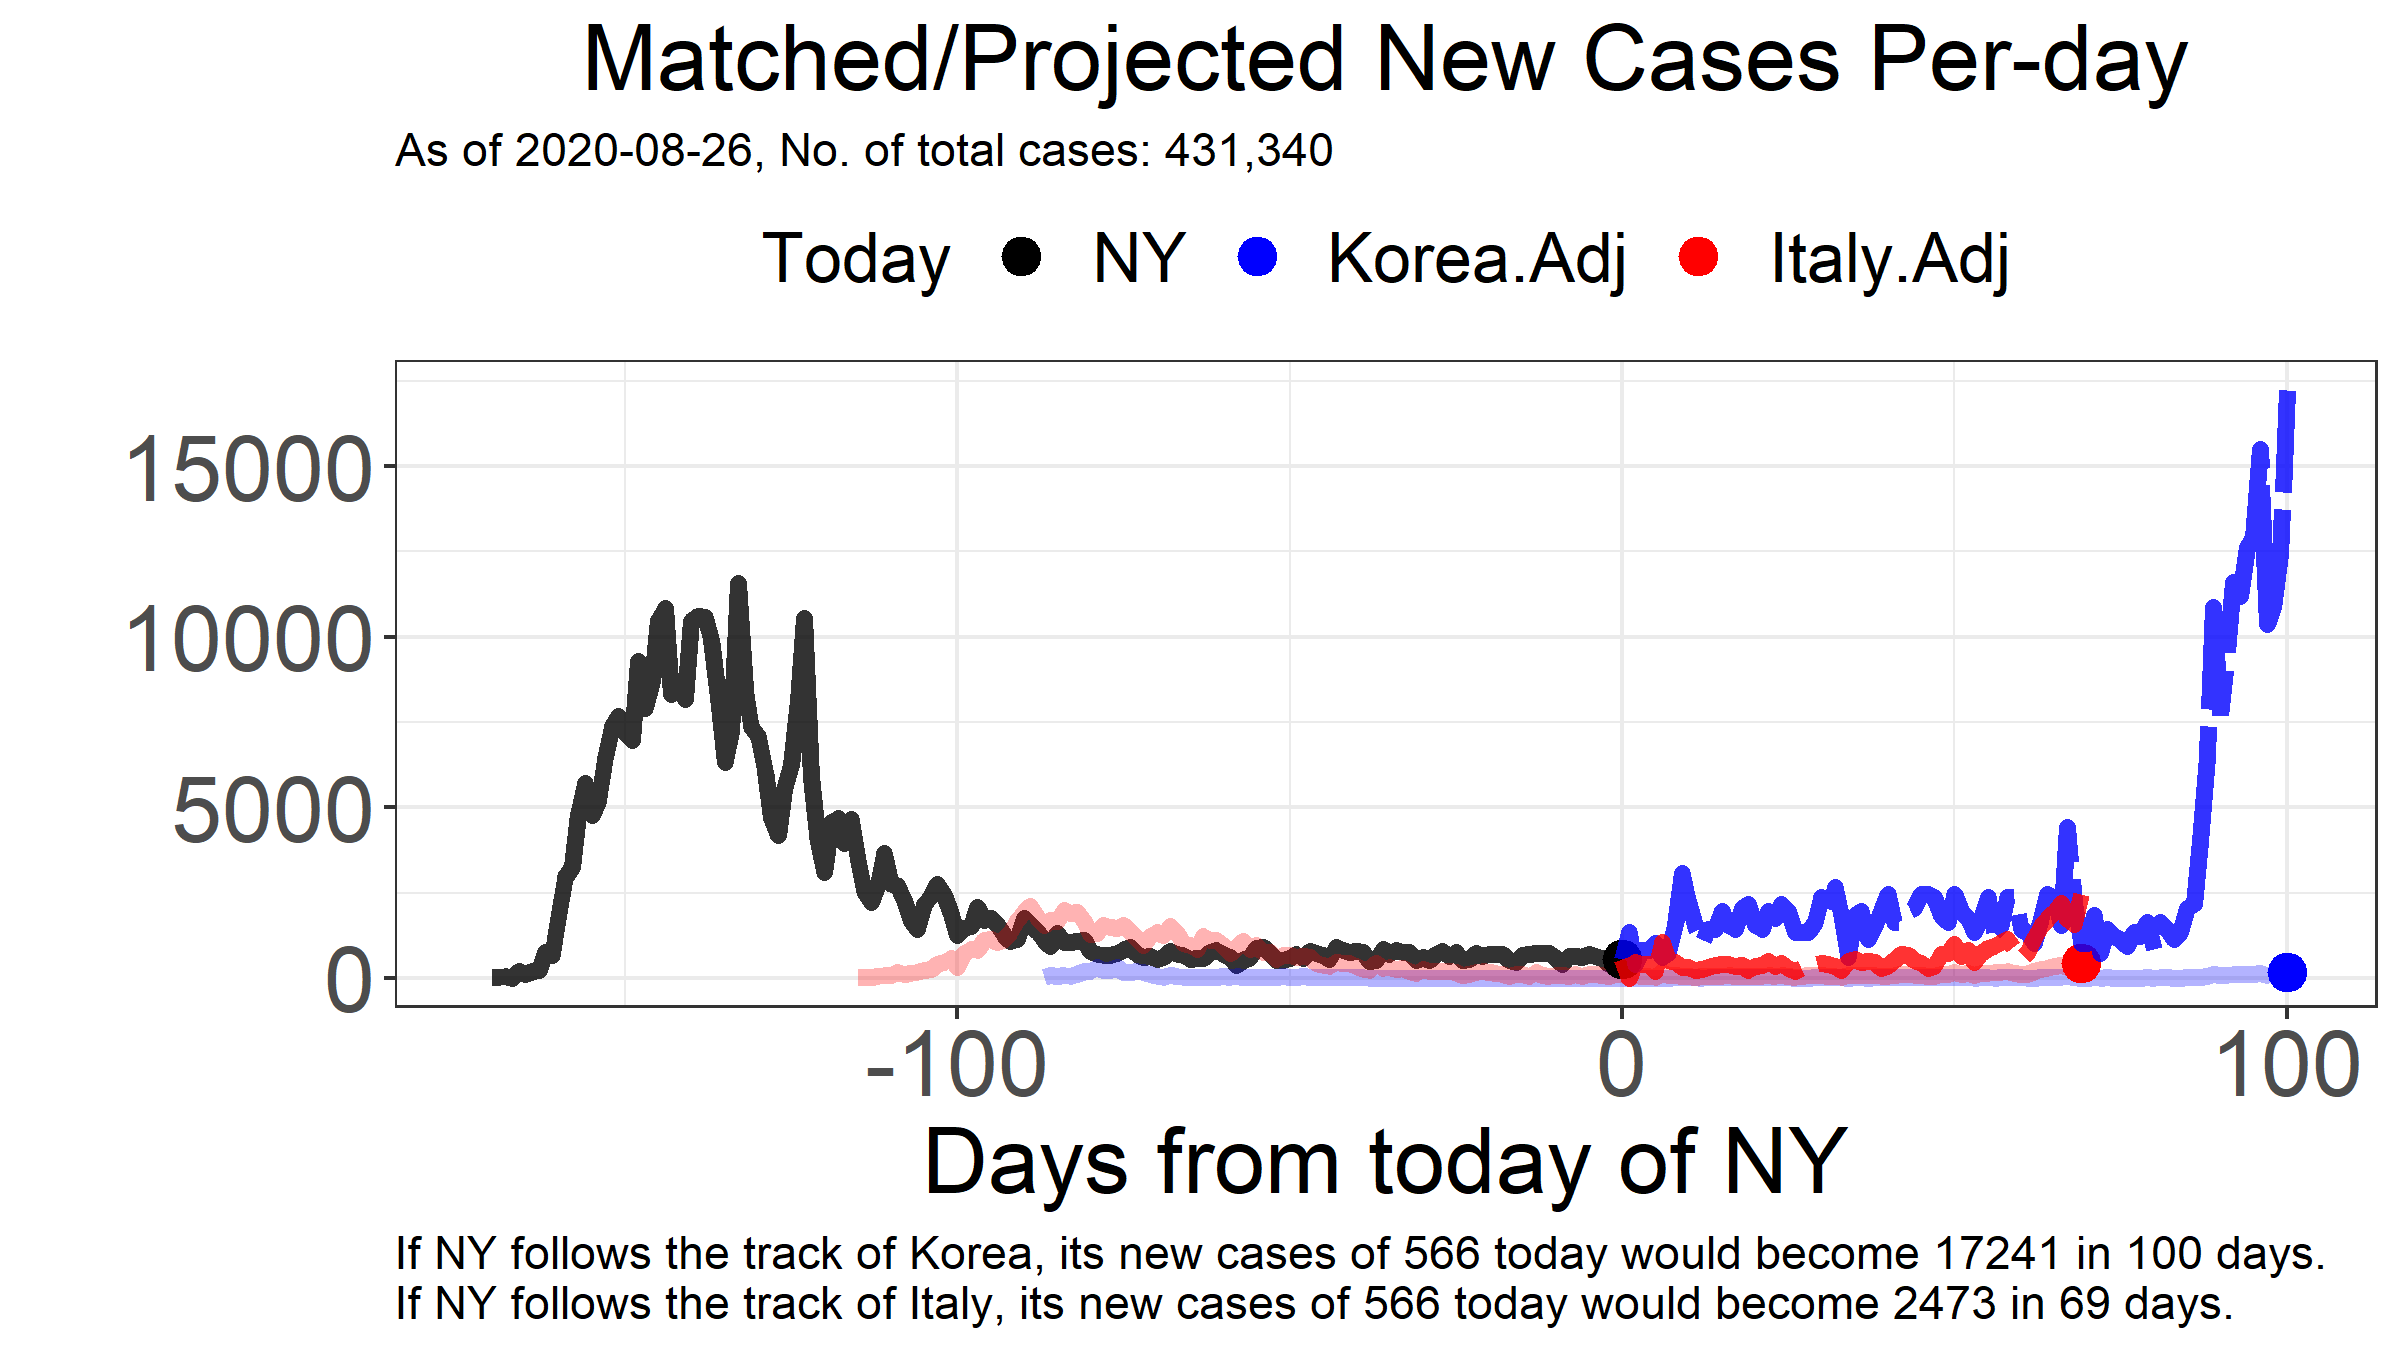 Matched/Projected New Cases Per-day
As of 2020-08-26, No. of total cases: 431,340
Today NY Korea.Adj Italy.Adj
15000
10000
5000
0
-100 0 100
Days from today of NY
If NY follows the track of Korea, its new cases of 566 today would become 17241 in 100 days.
If NY follows the track of Italy, its new cases of 566 today would become 2473 in 69 days.